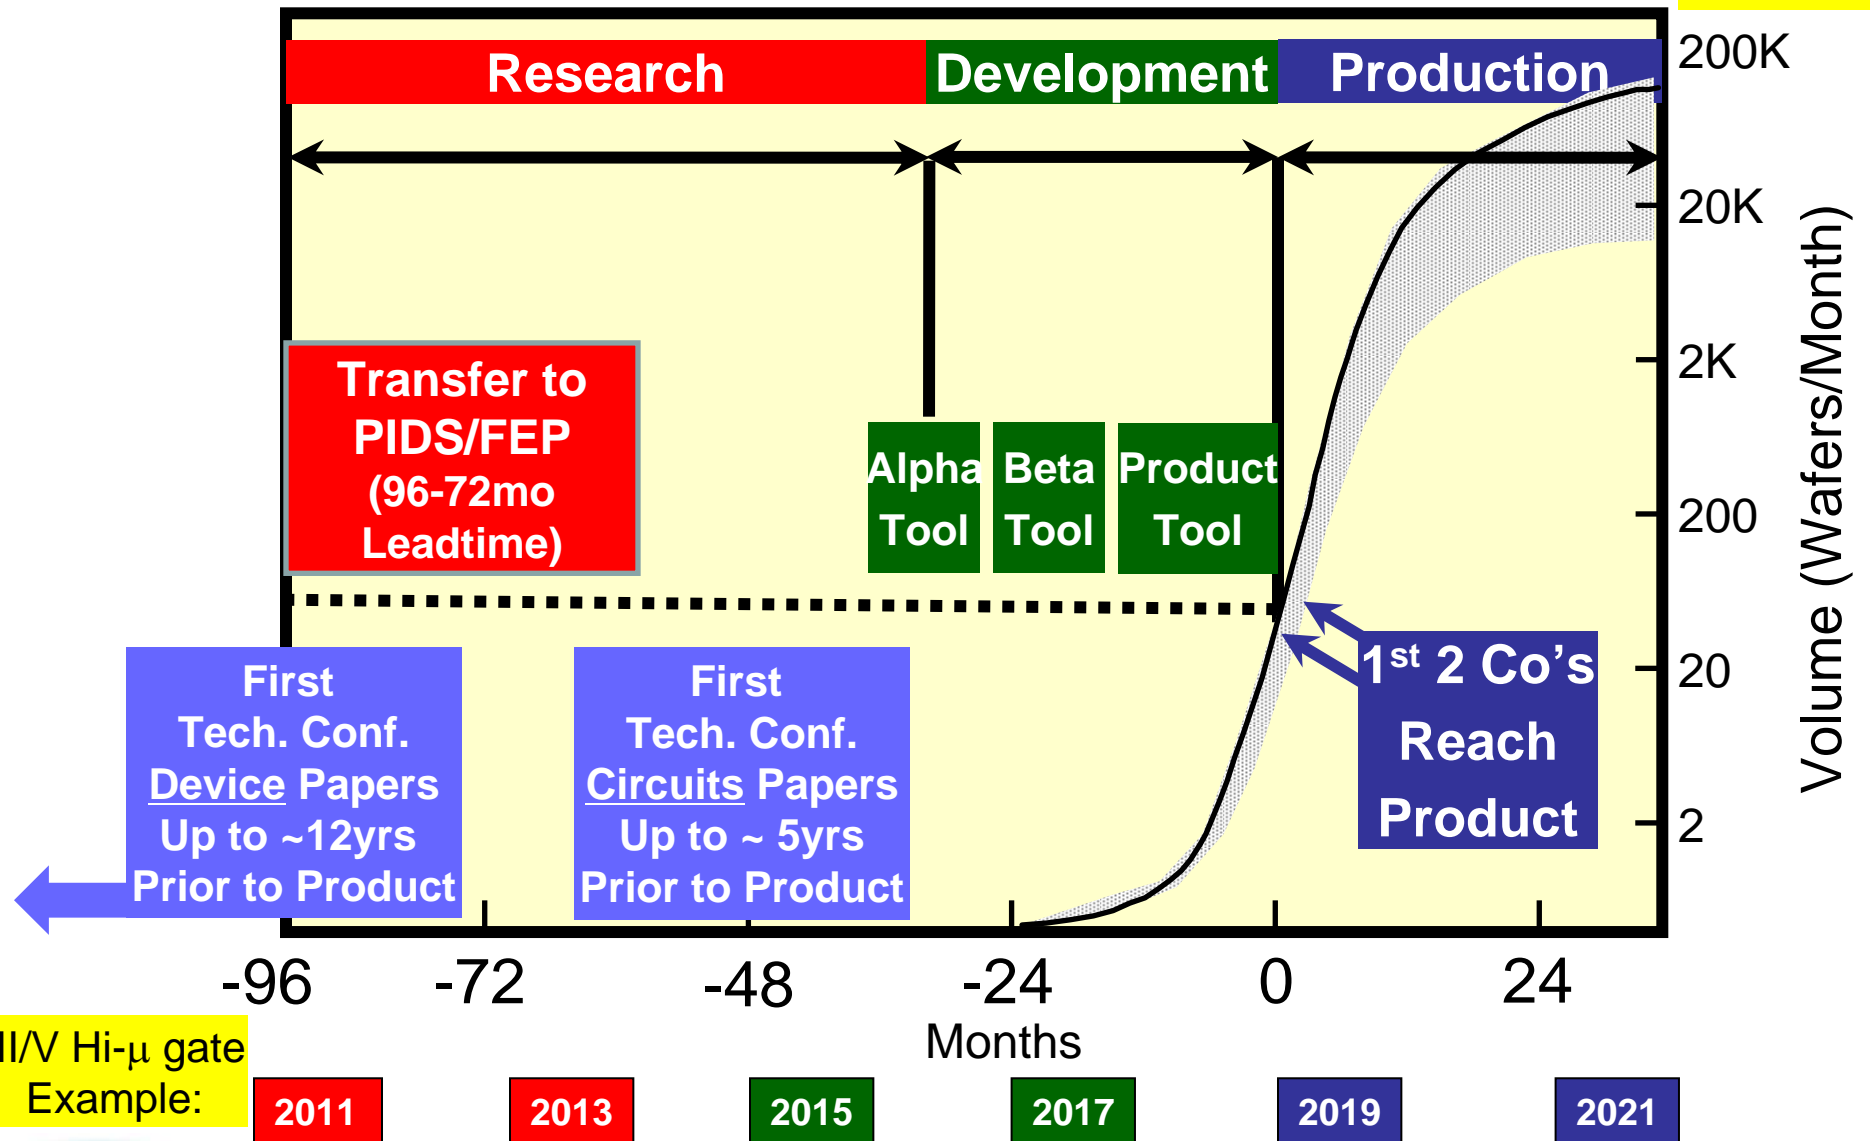 Research
Development
Production
200K
20K
2K
200
20
2
Volume (Wafers/Month)
Transfer to
PIDS/FEP
(96-72mo
Leadtime)
Alpha
Tool
Beta
Tool
Product
Tool
First
Tech. Conf.
Device Papers
Up to ~12yrs
Prior to Product
First
Tech. Conf.
Circuits Papers
Up to ~ 5yrs
Prior to Product
1st 2 Co's
Reach
Product
-96
-72
-48
-24
0
24
Months
II/V Hi-μ gate
Example:
2011
2013
2015
2017
2019
2021